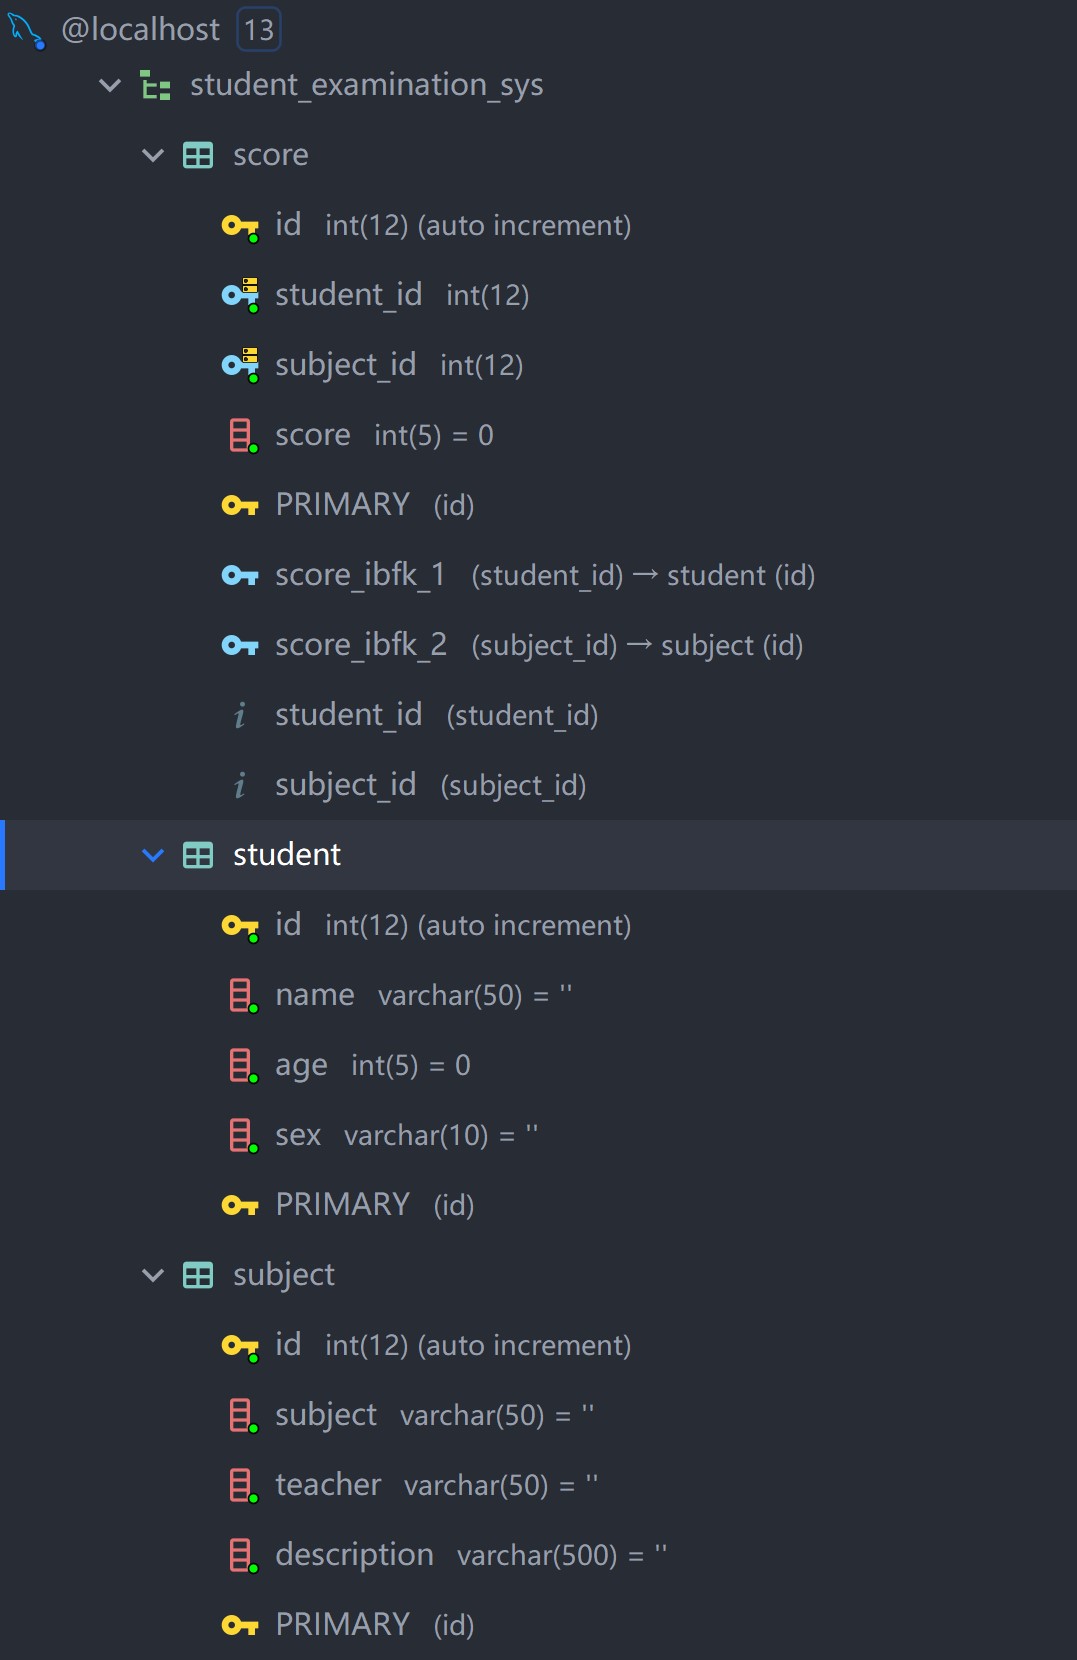 @localhost 13
student_examination_sys
score
id int(12) (auto increment)
student_id int(12)
subject_id int(12)
score int(5) = 0
PRIMARY (id)
score_ibfk_1 (student_id) → student (id)
score_ibfk_2 (subject_id) → subject (id)
i student_id (student_id)
i subject_id (subject_id)
student
id int(12) (auto increment)
name varchar(50) = ''
age int(5) = 0
sex varchar(10) = ''
PRIMARY (id)
subject
id int(12) (auto increment)
subject varchar(50) = ''
teacher varchar(50) = ''
description varchar(500) = ''
PRIMARY (id)